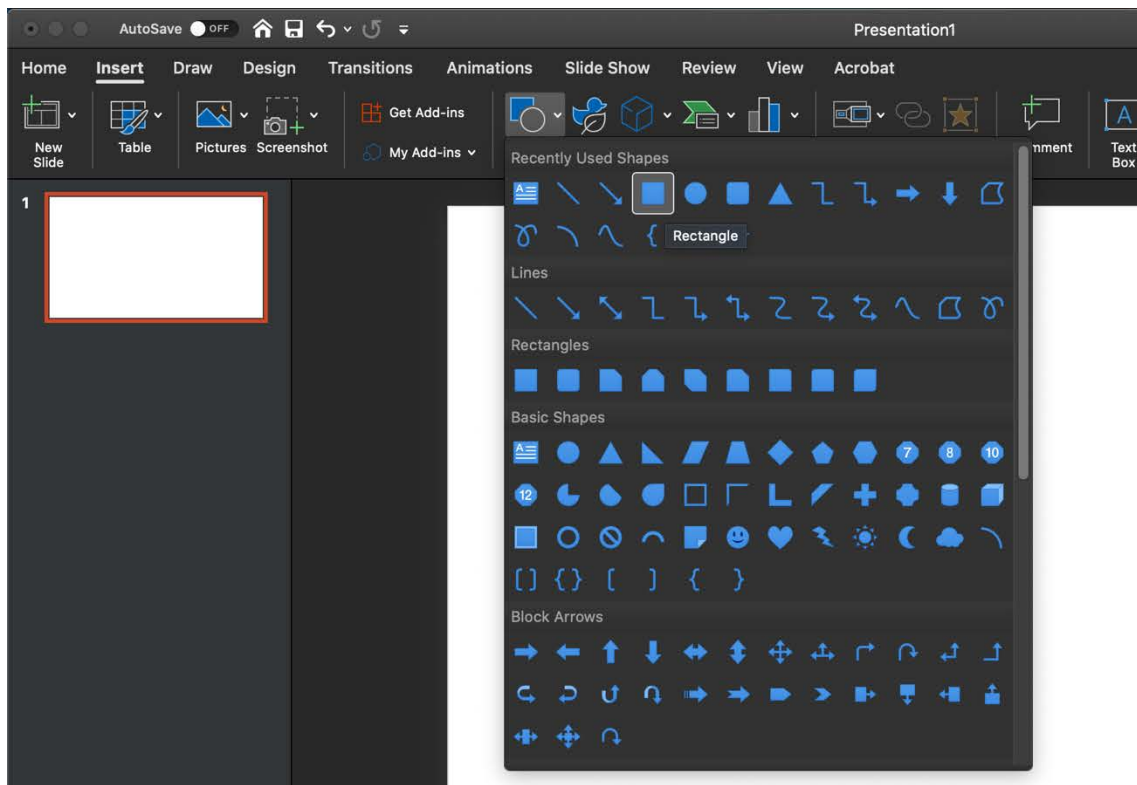 AutoSave OFF Presentation1
Home Insert Draw Design Transitions Animations Slide Show Review View Acrobat
New
Slide
Table
Pictures
Screenshot
Get Add-ins
My Add-ins
mment
Text
Box
A
1
Recently Used Shapes
A
Rectangle
Lines
Rectangles
Basic Shapes
A 7 8 10
12
Block Arrows